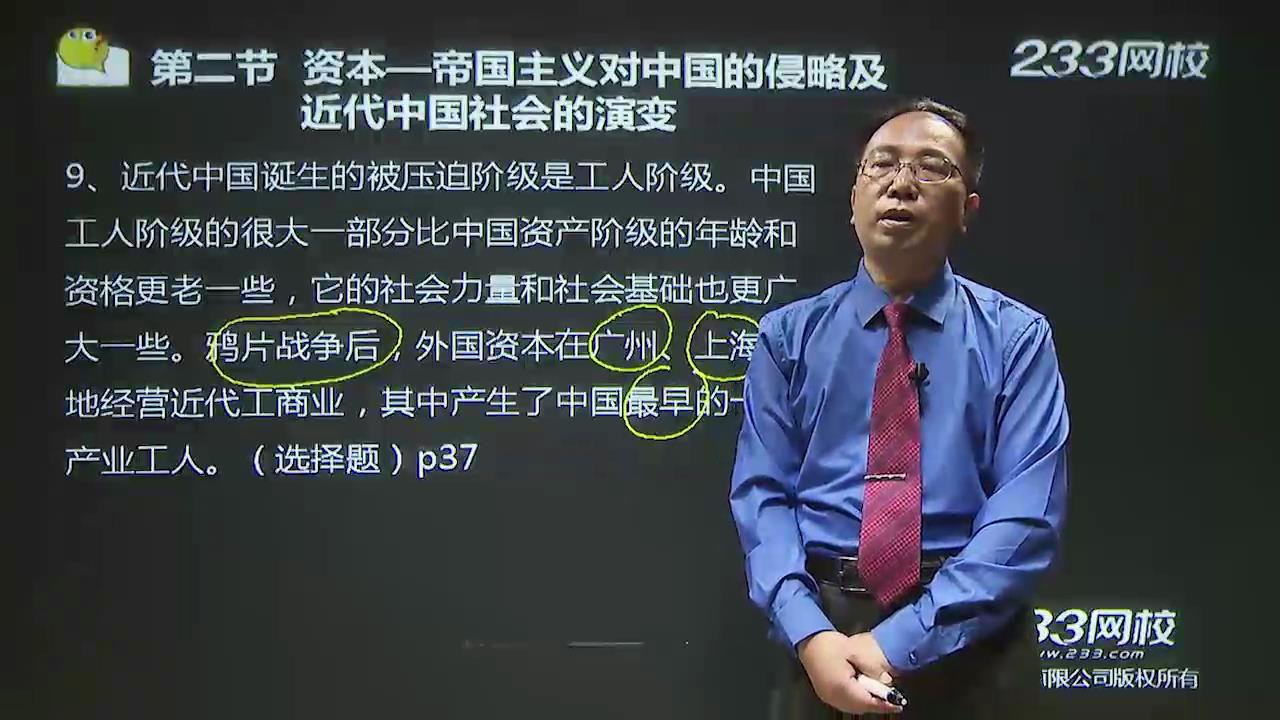 第二节 资本—帝国主义对中国的侵略及
近代中国社会的演变
233网校
9、近代中国诞生的被压迫阶级是工人阶级。中国
工人阶级的很大一部分比中国资产阶级的年龄和
资格更老一些，它的社会力量和社会基础也更广
大一些。鸦片战争后，外国资本在广州、上海
地经营近代工商业，其中产生了中国最早的一
产业工人。（选择题）p37
33网校
w.233.com
有限公司版权所有